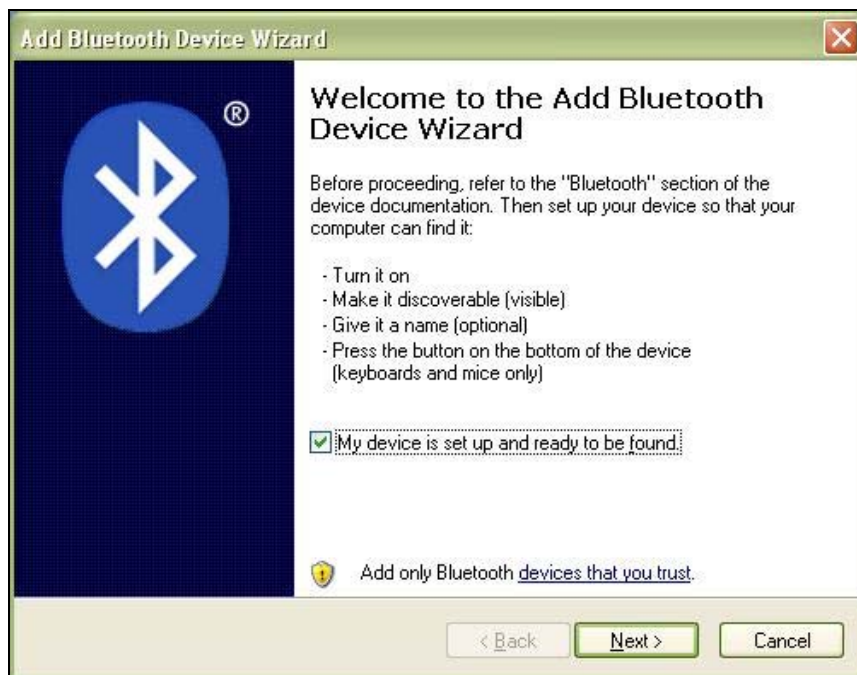 Add Bluetooth Device Wizard
®
Welcome to the Add Bluetooth
Device Wizard
Before proceeding, refer to the "Bluetooth" section of the
device documentation. Then set up your device so that your
computer can find it:
- Turn it on
- Make it discoverable (visible)
- Give it a name (optional)
- Press the button on the bottom of the device
(keyboards and mice only)
My device is set up and ready to be found.
Add only Bluetooth devices that you trust.
< Back Next > Cancel